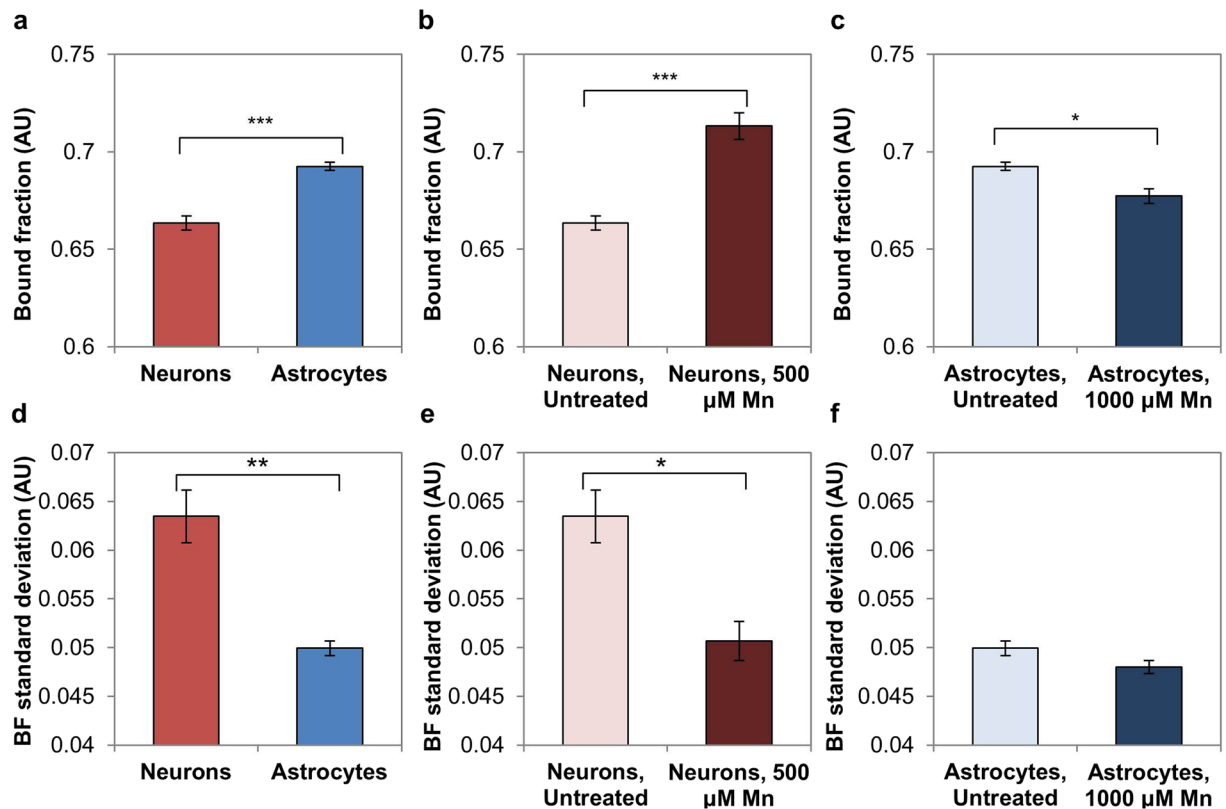 a
Bound fraction (AU)
0.75
0.7
0.65
0.6
***
Neurons
Astrocytes
b
Bound fraction (AU)
0.75
0.7
0.65
0.6
***
Neurons,
Untreated
Neurons, 500
µM Mn
c
Bound fraction (AU)
0.75
0.7
0.65
0.6
*
Astrocytes,
Untreated
Astrocytes,
1000 µM Mn
d
BF standard deviation (AU)
0.07
0.065
0.06
0.055
0.05
0.045
0.04
**
Neurons
Astrocytes
e
BF standard deviation (AU)
0.07
0.065
0.06
0.055
0.05
0.045
0.04
*
Neurons,
Untreated
Neurons, 500
µM Mn
f
BF standard deviation (AU)
0.07
0.065
0.06
0.055
0.05
0.045
0.04
Astrocytes,
Untreated
Astrocytes,
1000 µM Mn